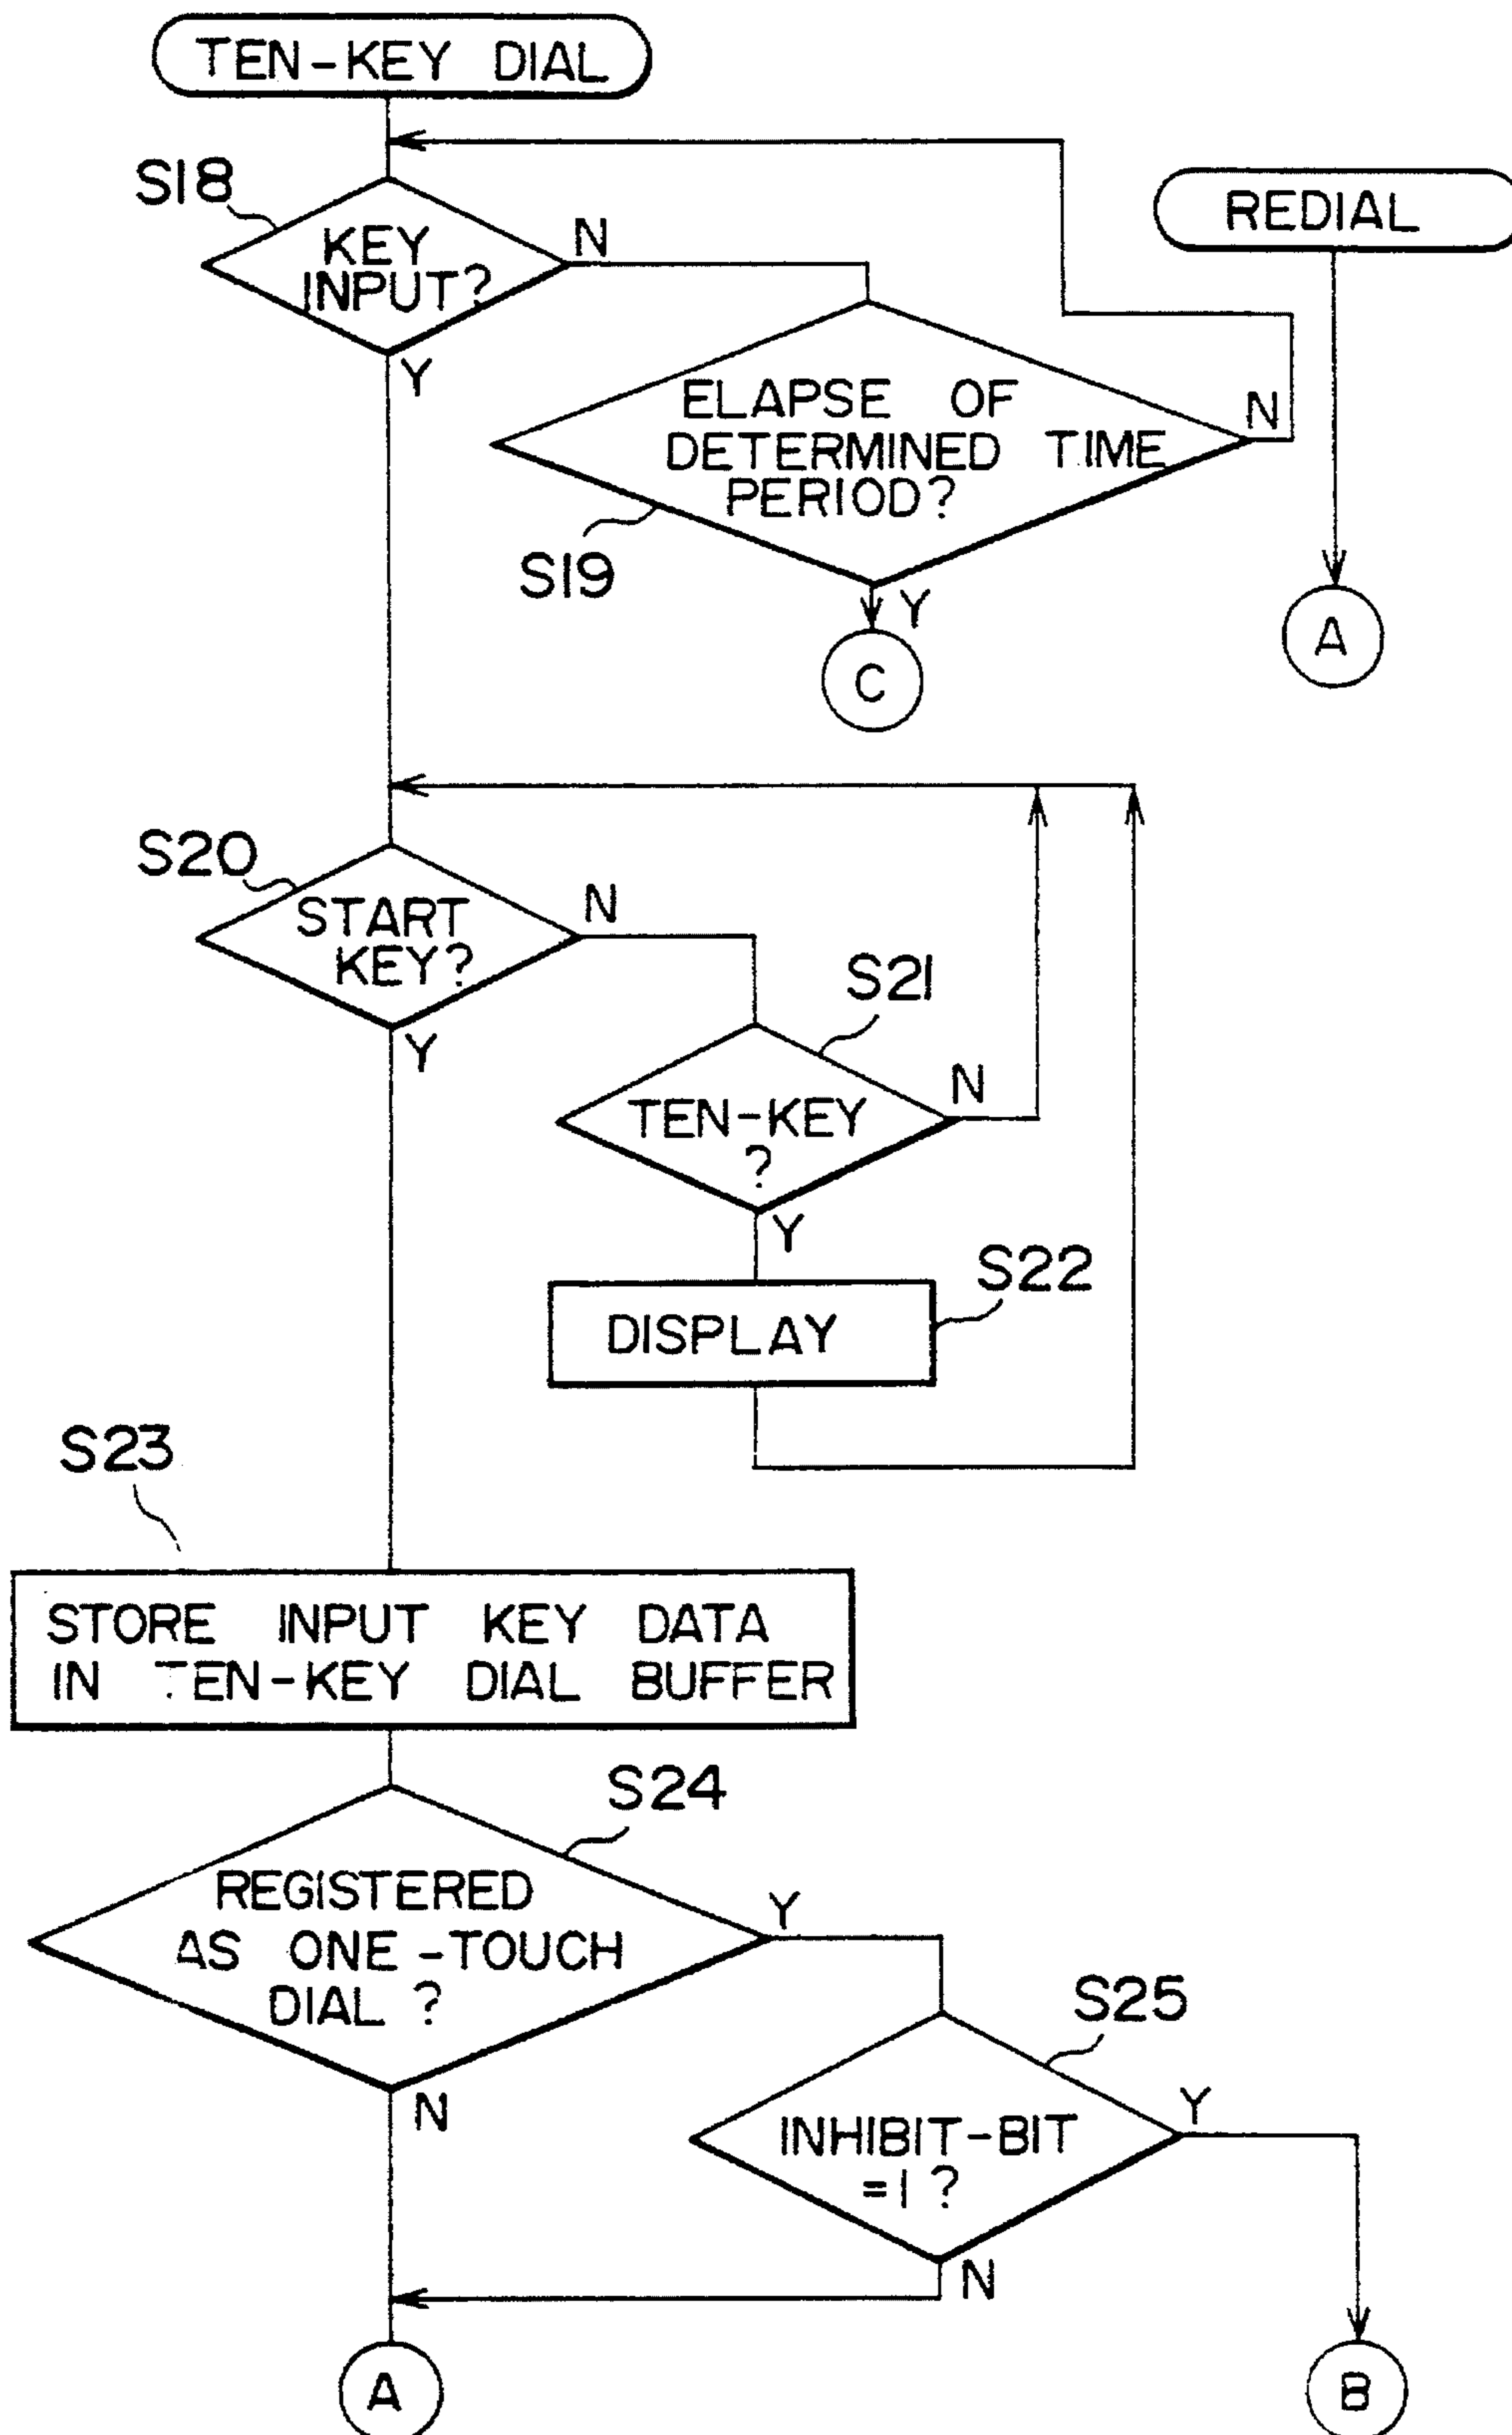 TEN-KEY DIAL
S18
KEY
INPUT?
N
Y
REDIAL
ELAPSE OF
DETERMINED TIME
PERIOD?
N
S19
Y
C
A
S20
START
KEY?
N
Y
S21
TEN-KEY
?
N
Y
S22
DISPLAY
S23
STORE INPUT KEY DATA
IN TEN-KEY DIAL BUFFER
S24
REGISTERED
AS ONE-TOUCH
DIAL?
Y
N
S25
INHIBIT-BIT
=1?
Y
N
A
B